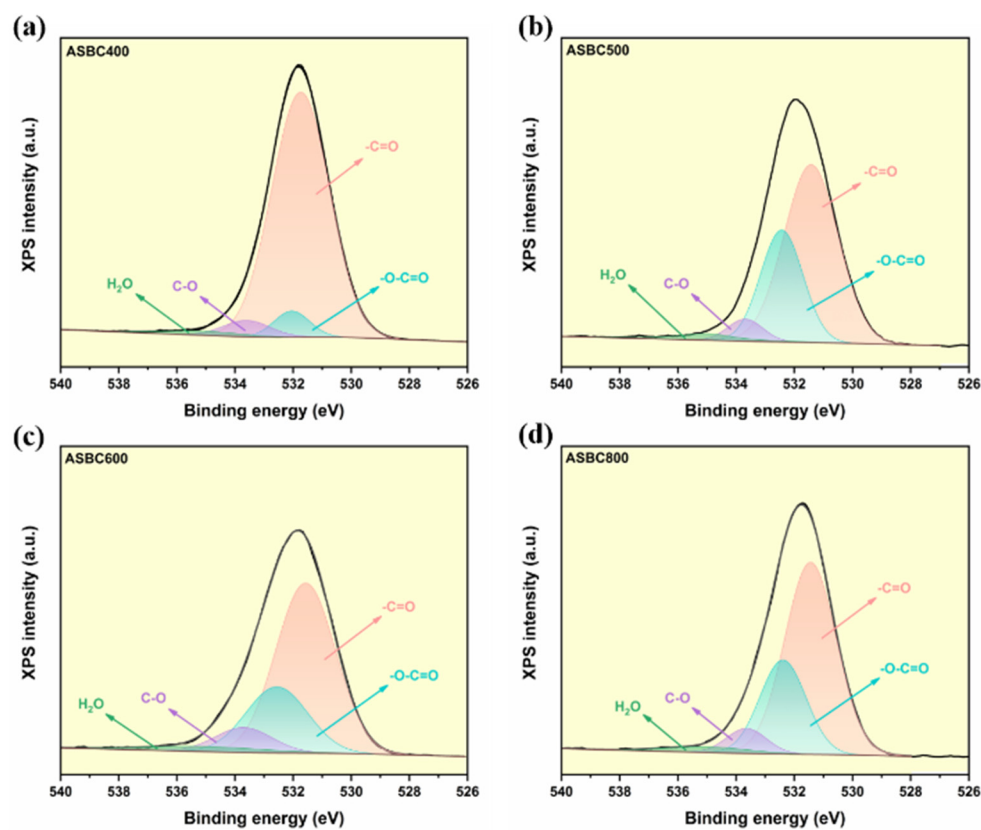 (a)
ASBC400
XPS intensity (a.u.)
-C=O
-O-C=O
C-O
H₂O
540 538 536 534 532 530 528 526
Binding energy (eV)
(b)
ASBC500
XPS intensity (a.u.)
-C=O
-O-C=O
C-O
H₂O
540 538 536 534 532 530 528 526
Binding energy (eV)
(c)
ASBC600
XPS intensity (a.u.)
-C=O
-O-C=O
C-O
H₂O
540 538 536 534 532 530 528 526
Binding energy (eV)
(d)
ASBC800
XPS intensity (a.u.)
-C=O
-O-C=O
C-O
H₂O
540 538 536 534 532 530 528 526
Binding energy (eV)